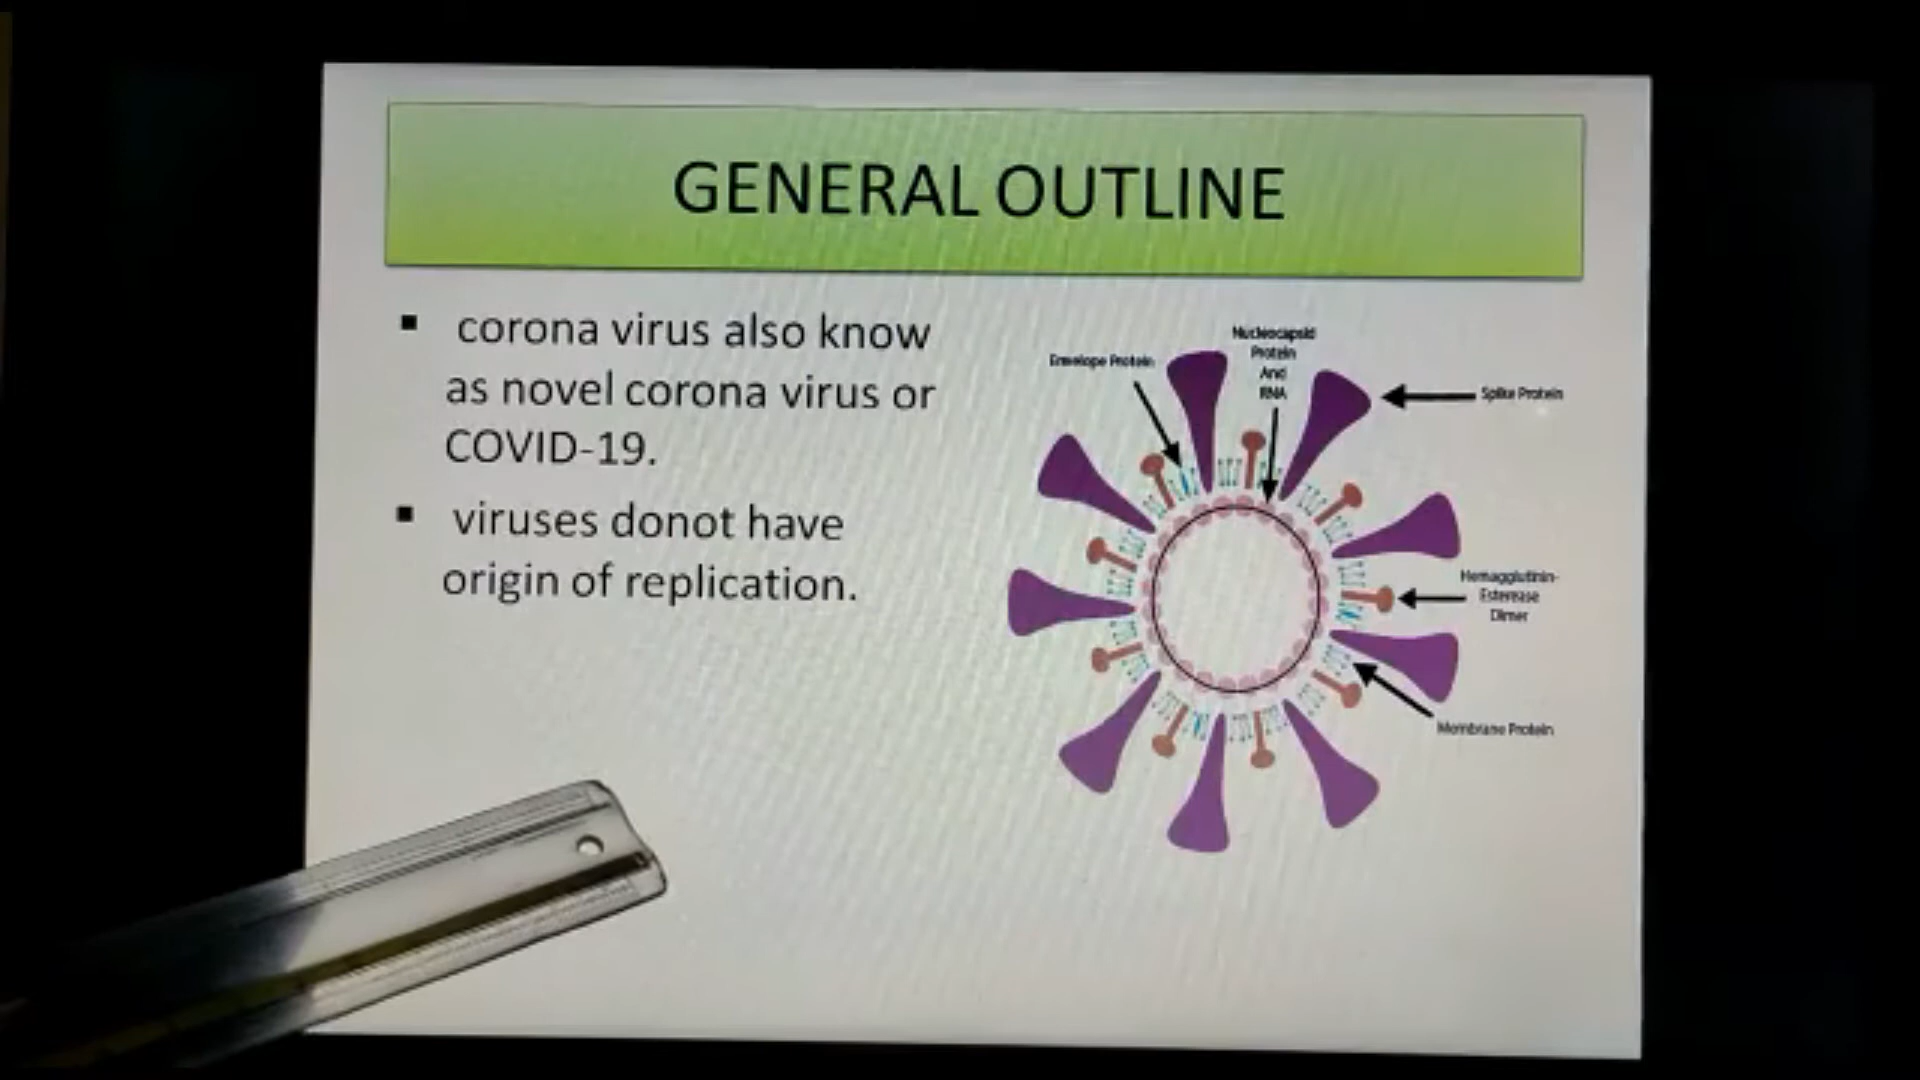 GENERAL OUTLINE
corona virus also know
as novel corona virus or
COVID-19.
viruses donot have
origin of replication.
Envelope Protein
Nucleocapsid
Protein
And
RNA
Spike Protein
Hemagglutinin-
Esterease
Dimer
Membrane Protein